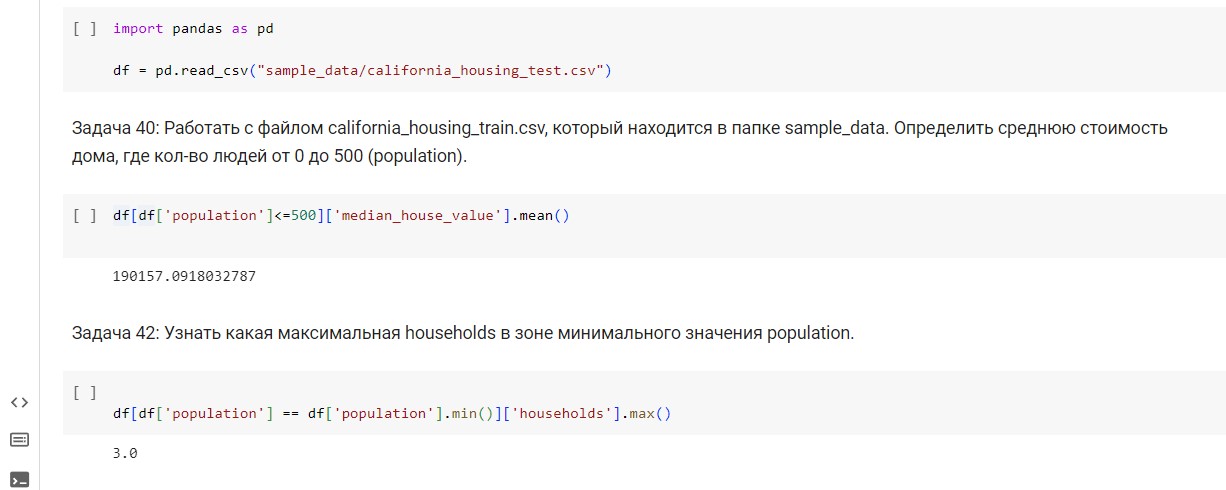 [ ] import pandas as pd
df = pd.read_csv("sample_data/california_housing_test.csv")
Задача 40: Работать с файлом california_housing_train.csv, который находится в папке sample_data. Определить среднюю стоимость
дома, где кол-во людей от 0 до 500 (population).
[ ] df[df['population']<=500]['median_house_value'].mean()
190157.0918032787
Задача 42: Узнать какая максимальная households в зоне минимального значения population.
[ ]
df[df['population'] == df['population'].min()]['households'].max()
3.0